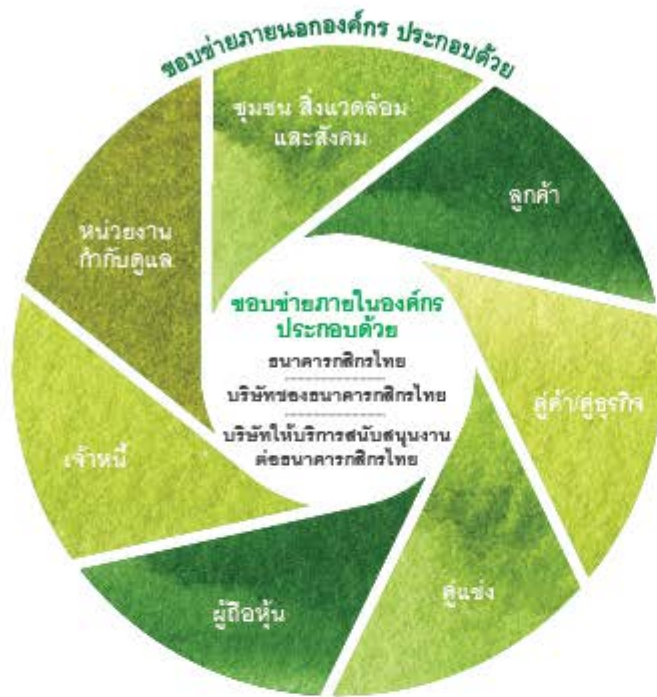 ขอบข่ายภายนอกองค์กร ประกอบด้วย
ชุมชน สิ่งแวดล้อม
และสังคม
ลูกค้า
คู่ค้า/คู่ธุรกิจ
คู่แข่ง
ผู้ถือหุ้น
เจ้าหนี้
หน่วยงาน
กำกับดูแล
ขอบข่ายภายในองค์กร
ประกอบด้วย
ธนาคารกสิกรไทย
บริษัทของธนาคารกสิกรไทย
บริษัทให้บริการสนับสนุนงาน
ต่อธนาคารกสิกรไทย